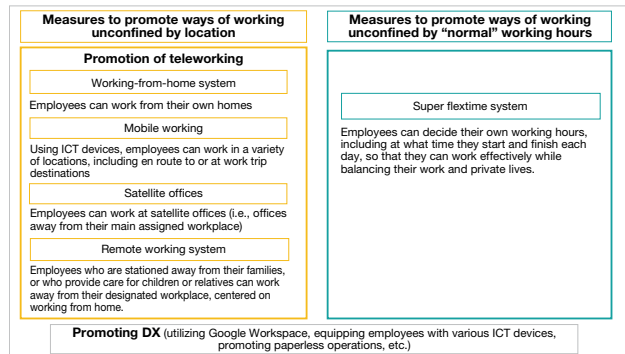 Measures to promote ways of working
unconfined by location
Promotion of teleworking
Working-from-home system
Employees can work from their own homes
Mobile working
Using ICT devices, employees can work in a variety
of locations, including en route to or at work trip
destinations
Satellite offices
Employees can work at satellite offices (i.e., offices
away from their main assigned workplace)
Remote working system
Employees who are stationed away from their families,
or who provide care for children or relatives can work
away from their designated workplace, centered on
working from home.
Measures to promote ways of working
unconfined by “normal” working hours
Super flextime system
Employees can decide their own working hours,
including at what time they start and finish each
day, so that they can work effectively while
balancing their work and private lives.
Promoting DX (utilizing Google Workspace, equipping employees with various ICT devices,
promoting paperless operations, etc.)